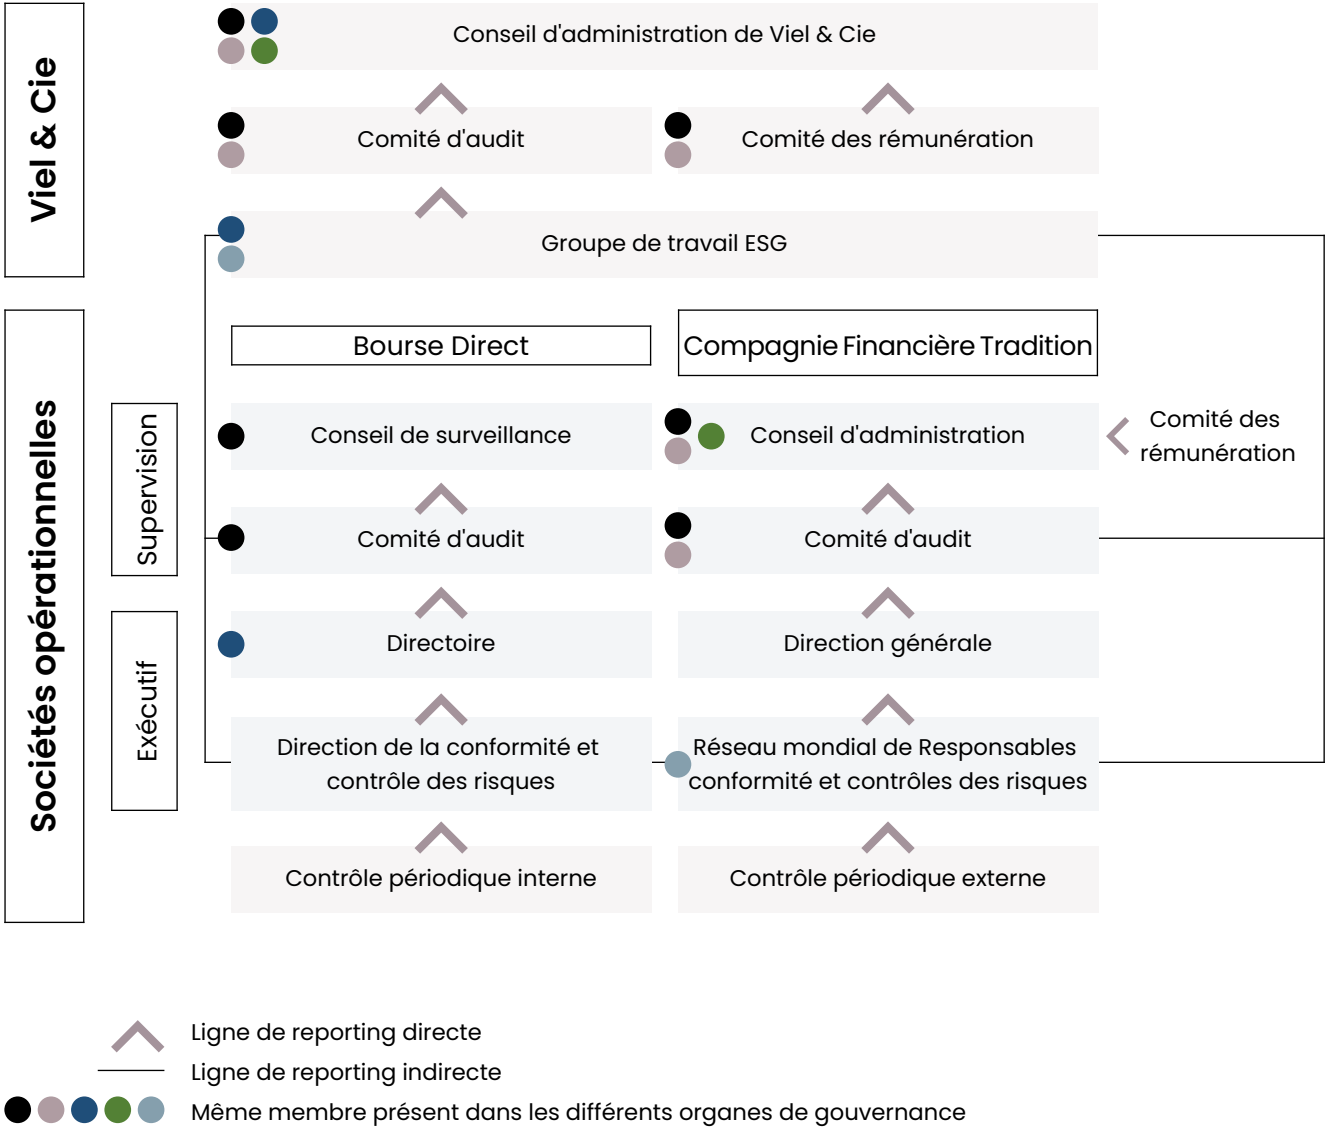 Viel & Cie
Conseil d'administration de Viel & Cie
Comité d'audit
Comité des rémunération
Groupe de travail ESG
Sociétés opérationnelles
Bourse Direct
Compagnie Financière Tradition
Supervision
Conseil de surveillance
Conseil d'administration
Comité des
rémunération
Comité d'audit
Comité d'audit
Exécutif
Directoire
Direction générale
Direction de la conformité et
contrôle des risques
Réseau mondial de Responsables
conformité et contrôles des risques
Contrôle périodique interne
Contrôle périodique externe
Ligne de reporting directe
Ligne de reporting indirecte
Même membre présent dans les différents organes de gouvernance